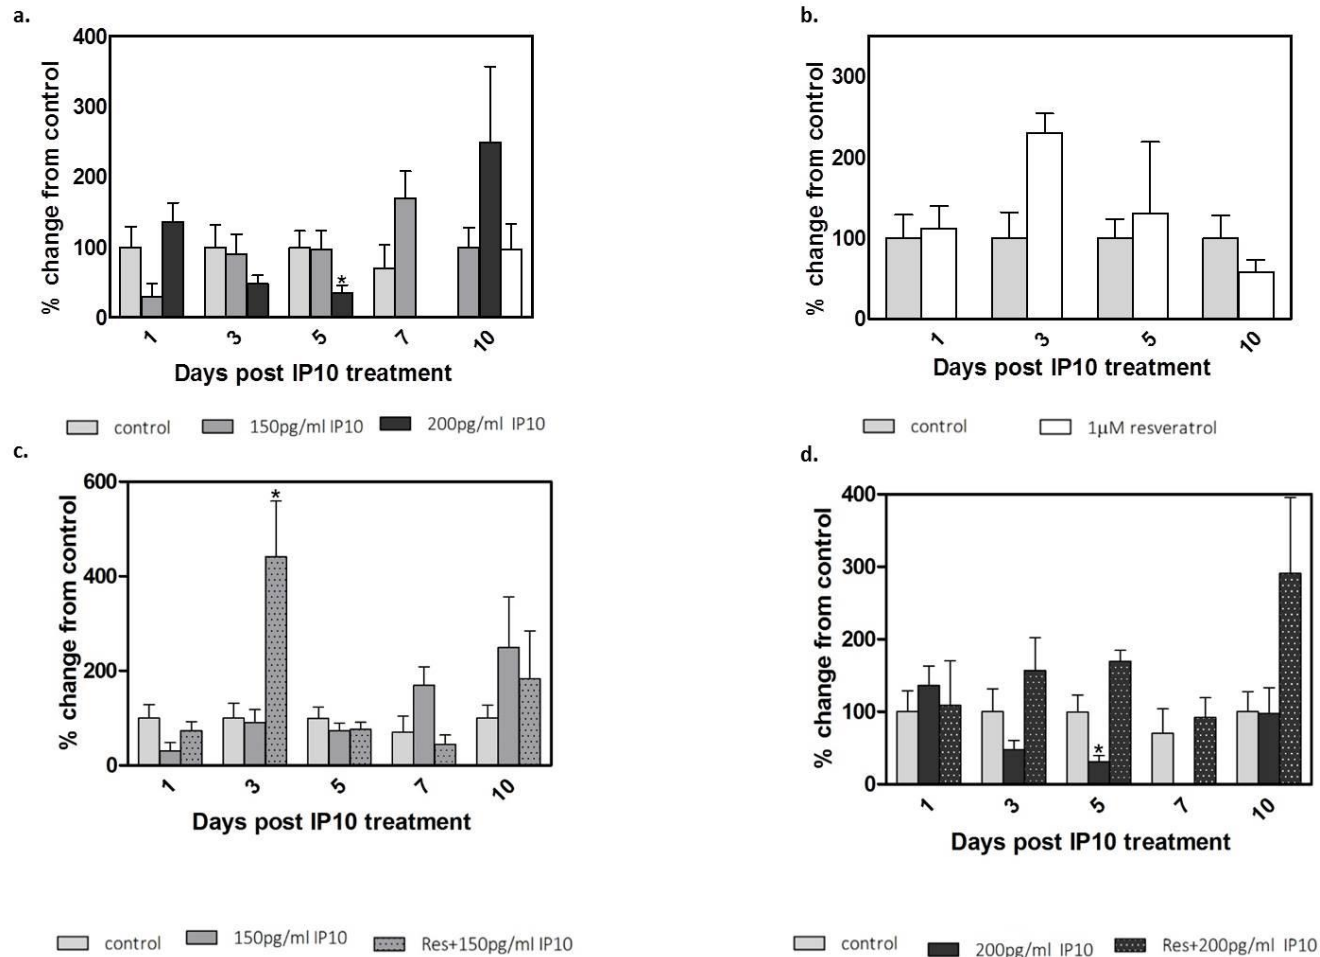 a.
400
300
200
100
0
% change from control
*
1 3 5 7 10
Days post IP10 treatment
control 150pg/ml IP10 200pg/ml IP10
b.
300
200
100
0
% change from control
1 3 5 10
Days post IP10 treatment
control 1µM resveratrol
c.
600
400
200
0
% change from control
*
1 3 5 7 10
Days post IP10 treatment
control 150pg/ml IP10 Res+150pg/ml IP10
d.
400
300
200
100
0
% change from control
*
1 3 5 7 10
Days post IP10 treatment
control 200pg/ml IP10 Res+200pg/ml IP10